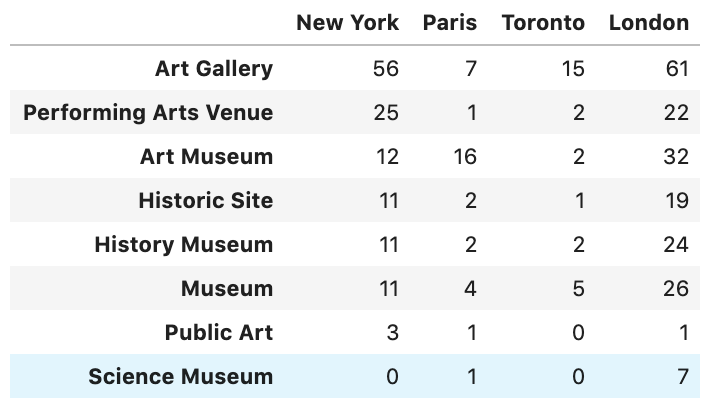 New York Paris Toronto London
Art Gallery 56 7 15 61
Performing Arts Venue 25 1 2 22
Art Museum 12 16 2 32
Historic Site 11 2 1 19
History Museum 11 2 2 24
Museum 11 4 5 26
Public Art 3 1 0 1
Science Museum 0 1 0 7